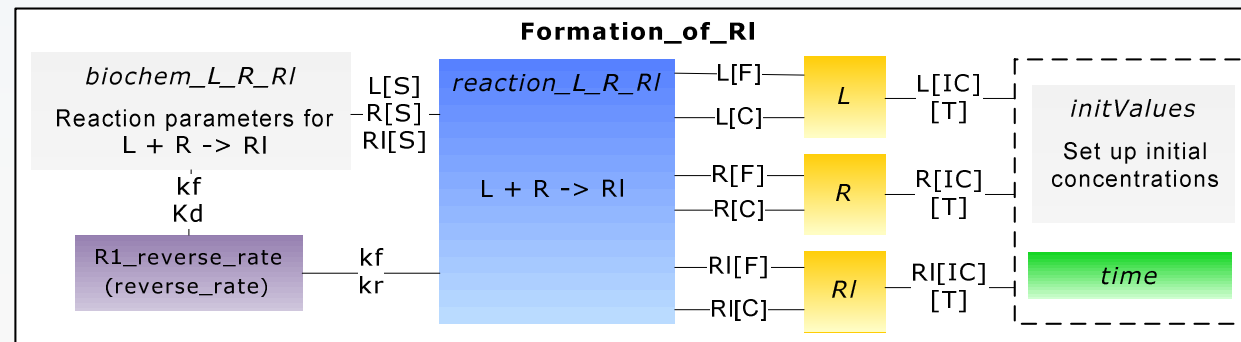 Formation_of_Rl
biochem_L_R_Rl
Reaction parameters for
L + R -> Rl
L[S]
R[S]
Rl[S]
kf
Kd
R1_reverse_rate
(reverse_rate)
kf
kr
reaction_L_R_Rl
L + R -> Rl
L[F]
L[C]
R[F]
R[C]
Rl[F]
Rl[C]
L
R
Rl
L[IC]
[T]
R[IC]
[T]
Rl[IC]
[T]
initValues
Set up initial
concentrations
time